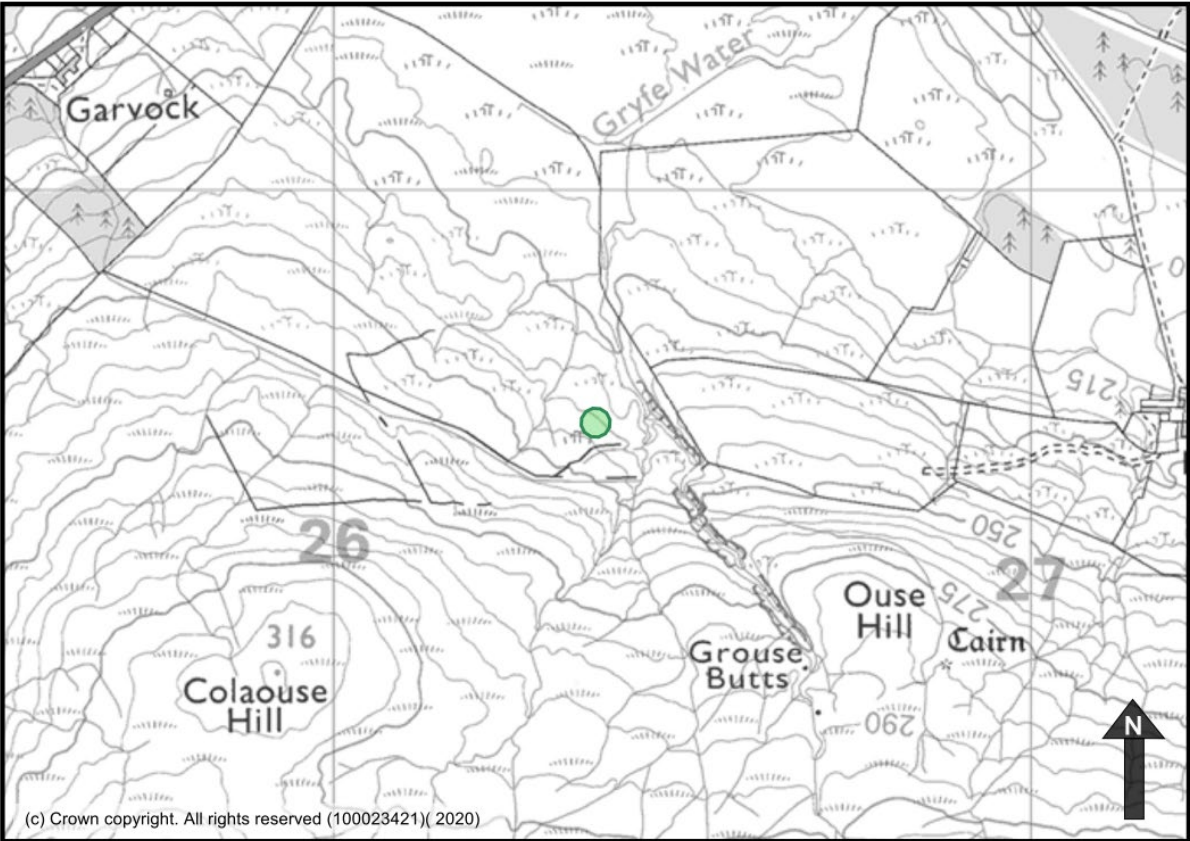 Garvock
Gryfe Water
215
250
26
27
275
316
Ouse
Hill
Cairn
Grouse
Butts
Colaouse
Hill
290
N
(c) Crown copyright. All rights reserved (100023421)( 2020)